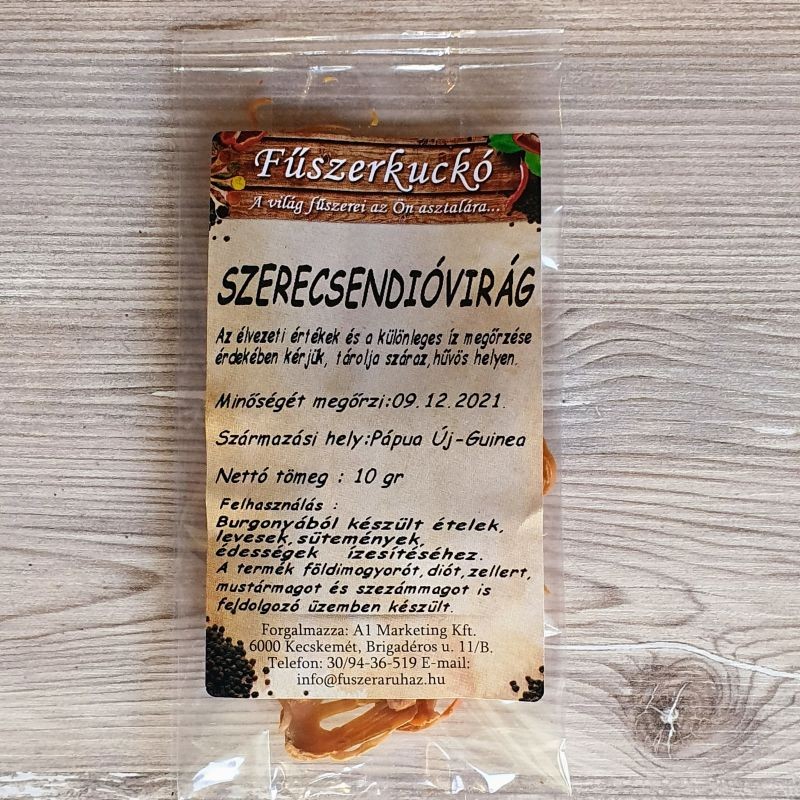 Fűszerkuckó
A világ fűszerei az Ön asztalára...
SZERECSENDIÓVIRÁG
Az élvezeti értékek és a különleges íz megőrzése
érdekében kérjük, tárolja száraz,hűvös helyen.
Minőségét megőrzi:09.12.2021.
Származási hely:Pápua Új-Guinea
Nettó tömeg : 10 gr
Felhasználás :
Burgonyából készült ételek,
levesek,sütemények,
édességek ízesítéséhez.
A termék földimogyorót,diót,zellert,
mustármagot és szezámmagot is
feldolgozó üzemben készült.
Forgalmazza: A1 Marketing Kft.
6000 Kecskemét, Brigadéros u. 11/B.
Telefon: 30/94-36-519 E-mail:
info@fuszeraruhaz.hu